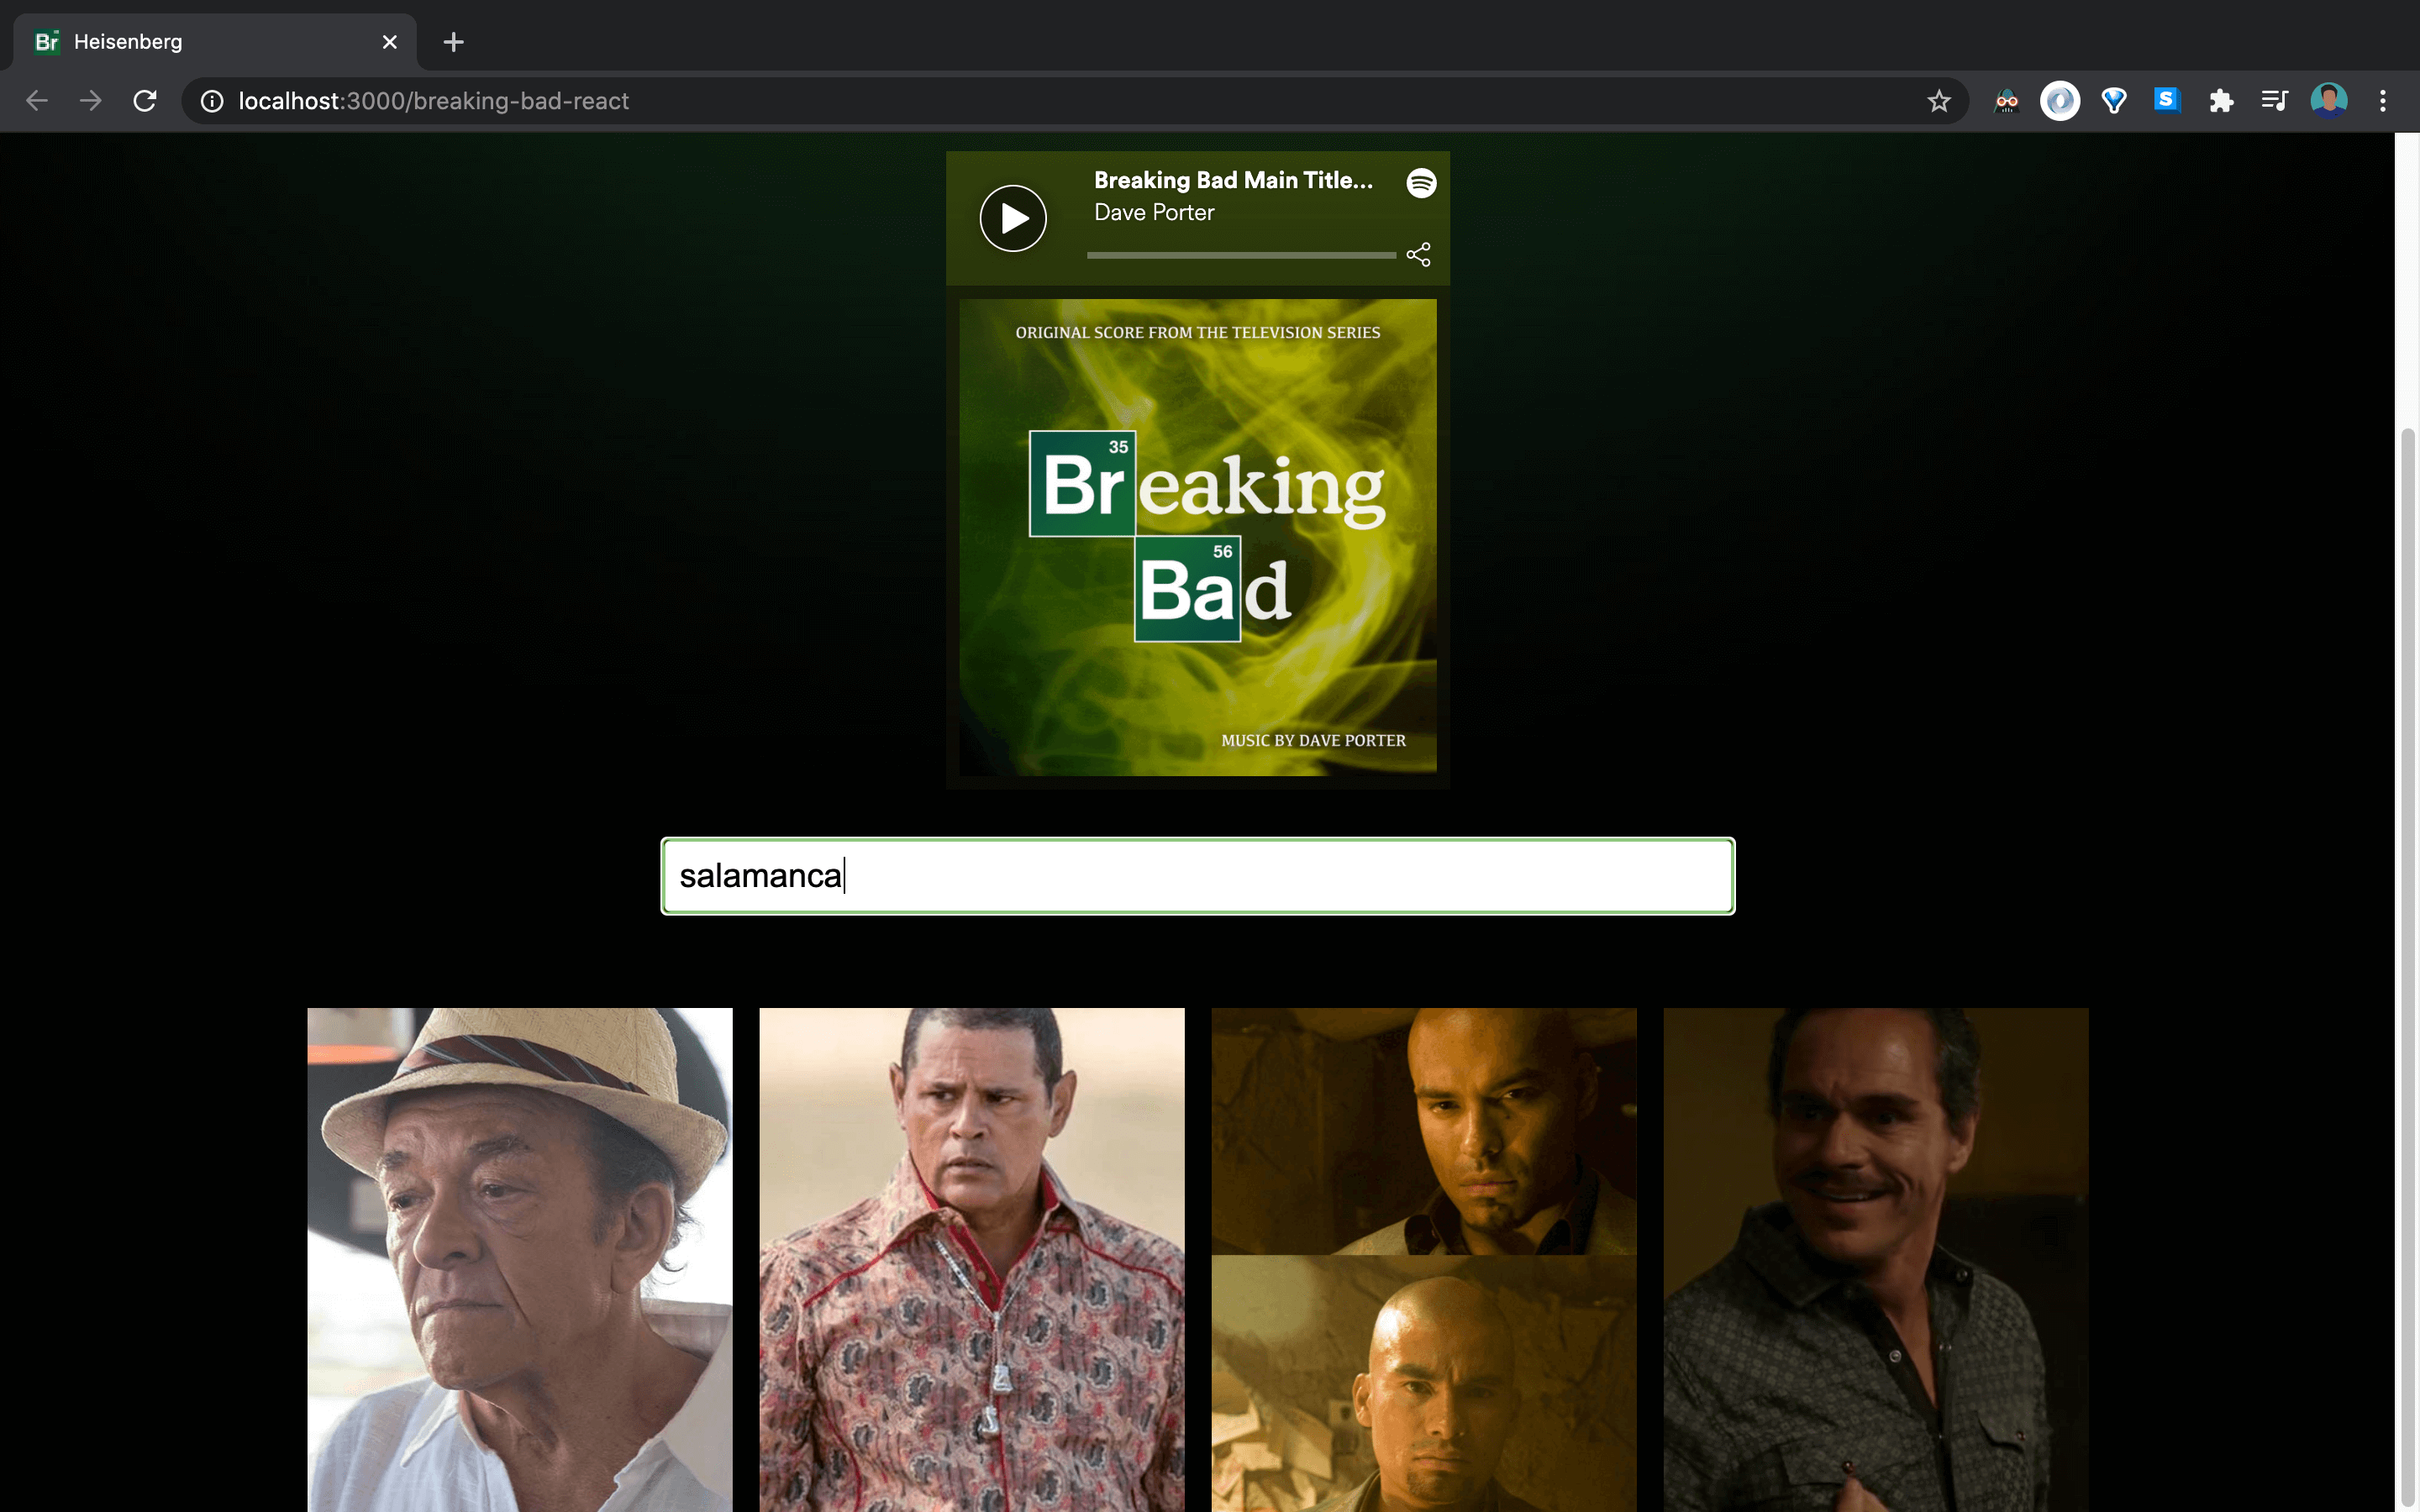 Br Heisenberg
localhost:3000/breaking-bad-react
S
Breaking Bad Main Title...
Dave Porter
ORIGINAL SCORE FROM THE TELEVISION SERIES
35
Breaking
56
Bad
MUSIC BY DAVE PORTER
salamanca